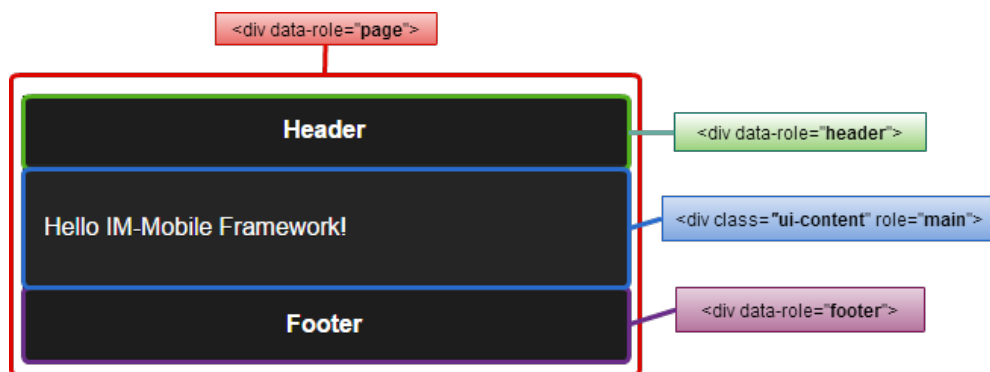 <div data-role="page">
Header
<div data-role="header">
Hello IM-Mobile Framework!
<div class="ui-content" role="main">
Footer
<div data-role="footer">